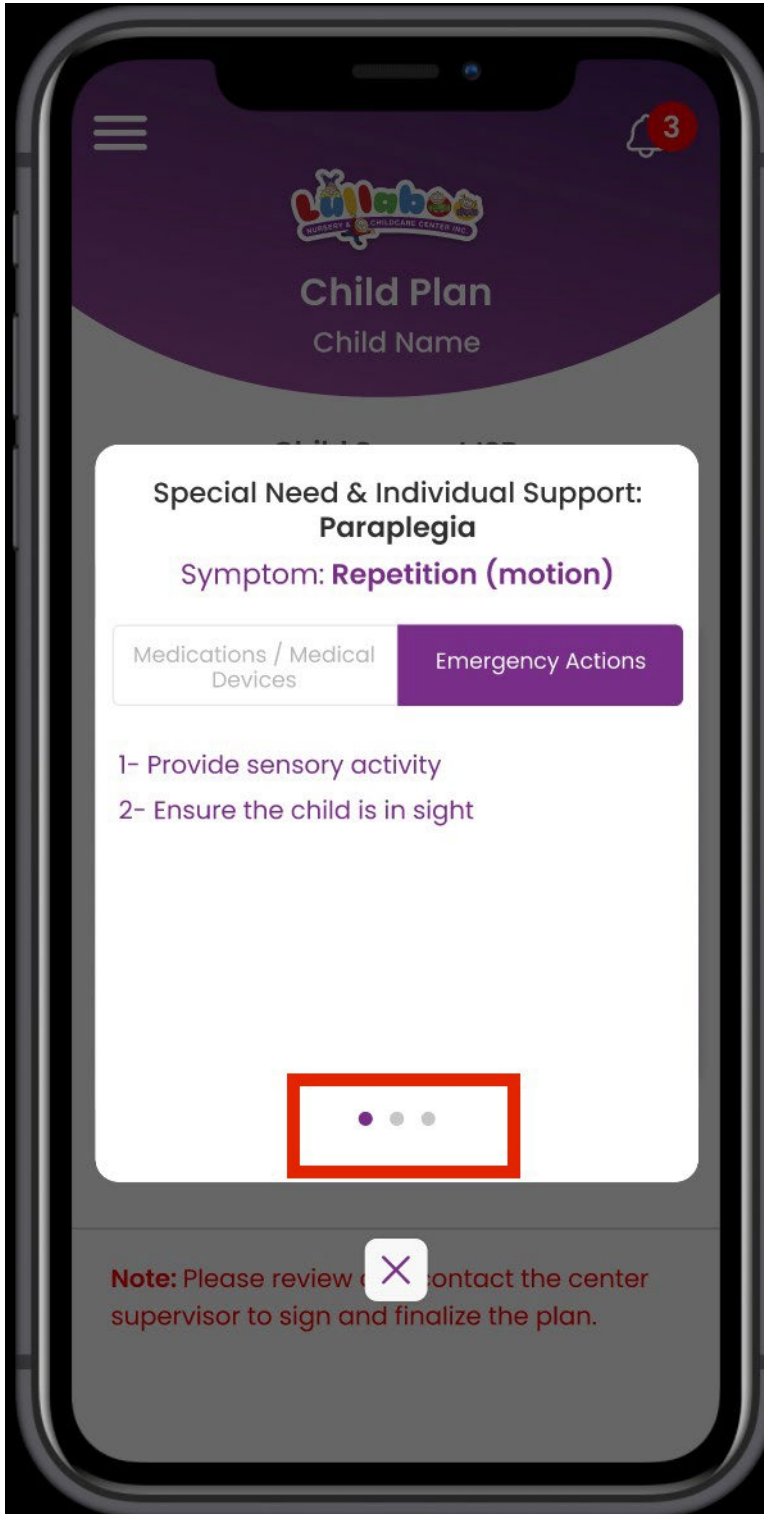 3
Lullaboo
NURSERY & CHILDCARE CENTER INC.
Child Plan
Child Name
Special Need & Individual Support:
Paraplegia
Symptom: Repetition (motion)
Medications / Medical
Devices
Emergency Actions
1- Provide sensory activity
2- Ensure the child is in sight
Note: Please review contact the center
supervisor to sign and finalize the plan.